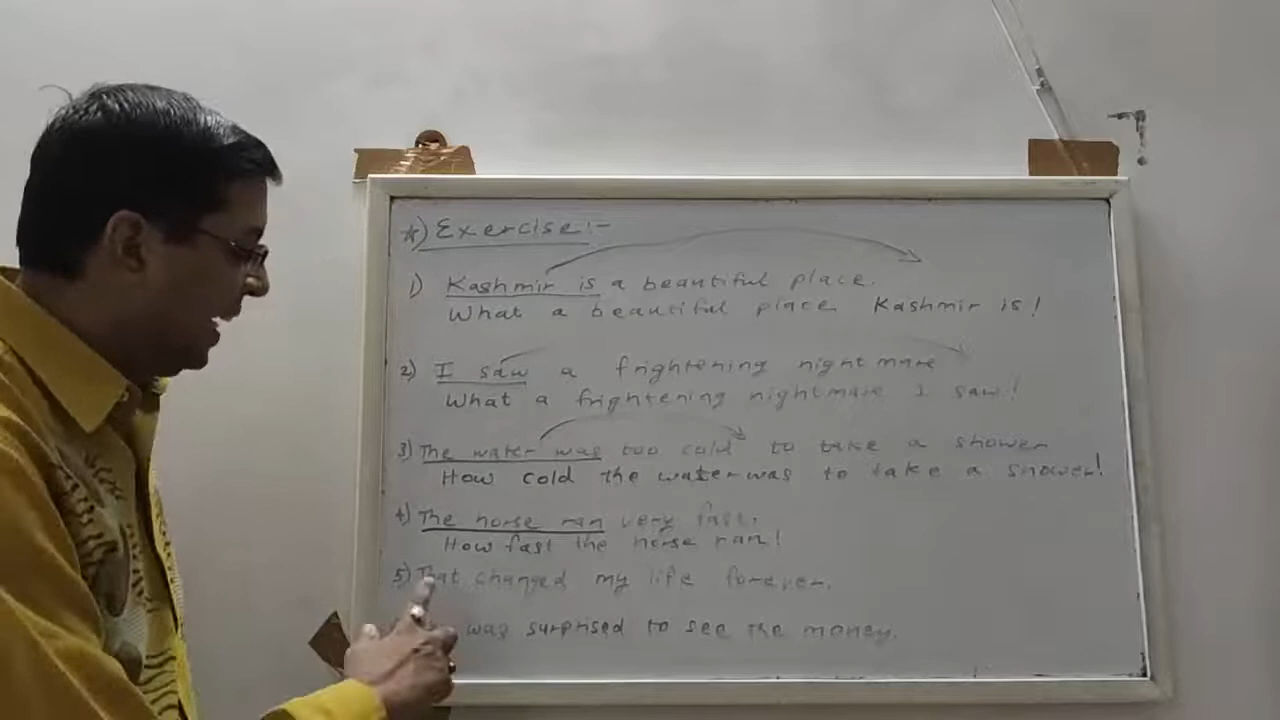 *) Exercise:-
1) Kashmir is a beautiful place.
What a beautiful place Kashmir is!
2) I saw a frightening nightmare
What a frightening nightmare I saw!
3) The water was too cold to take a shower
How cold the water was to take a shower!
4) The horse ran very fast.
How fast the horse ran!
5) That changed my life forever.
was surprised to see the money.